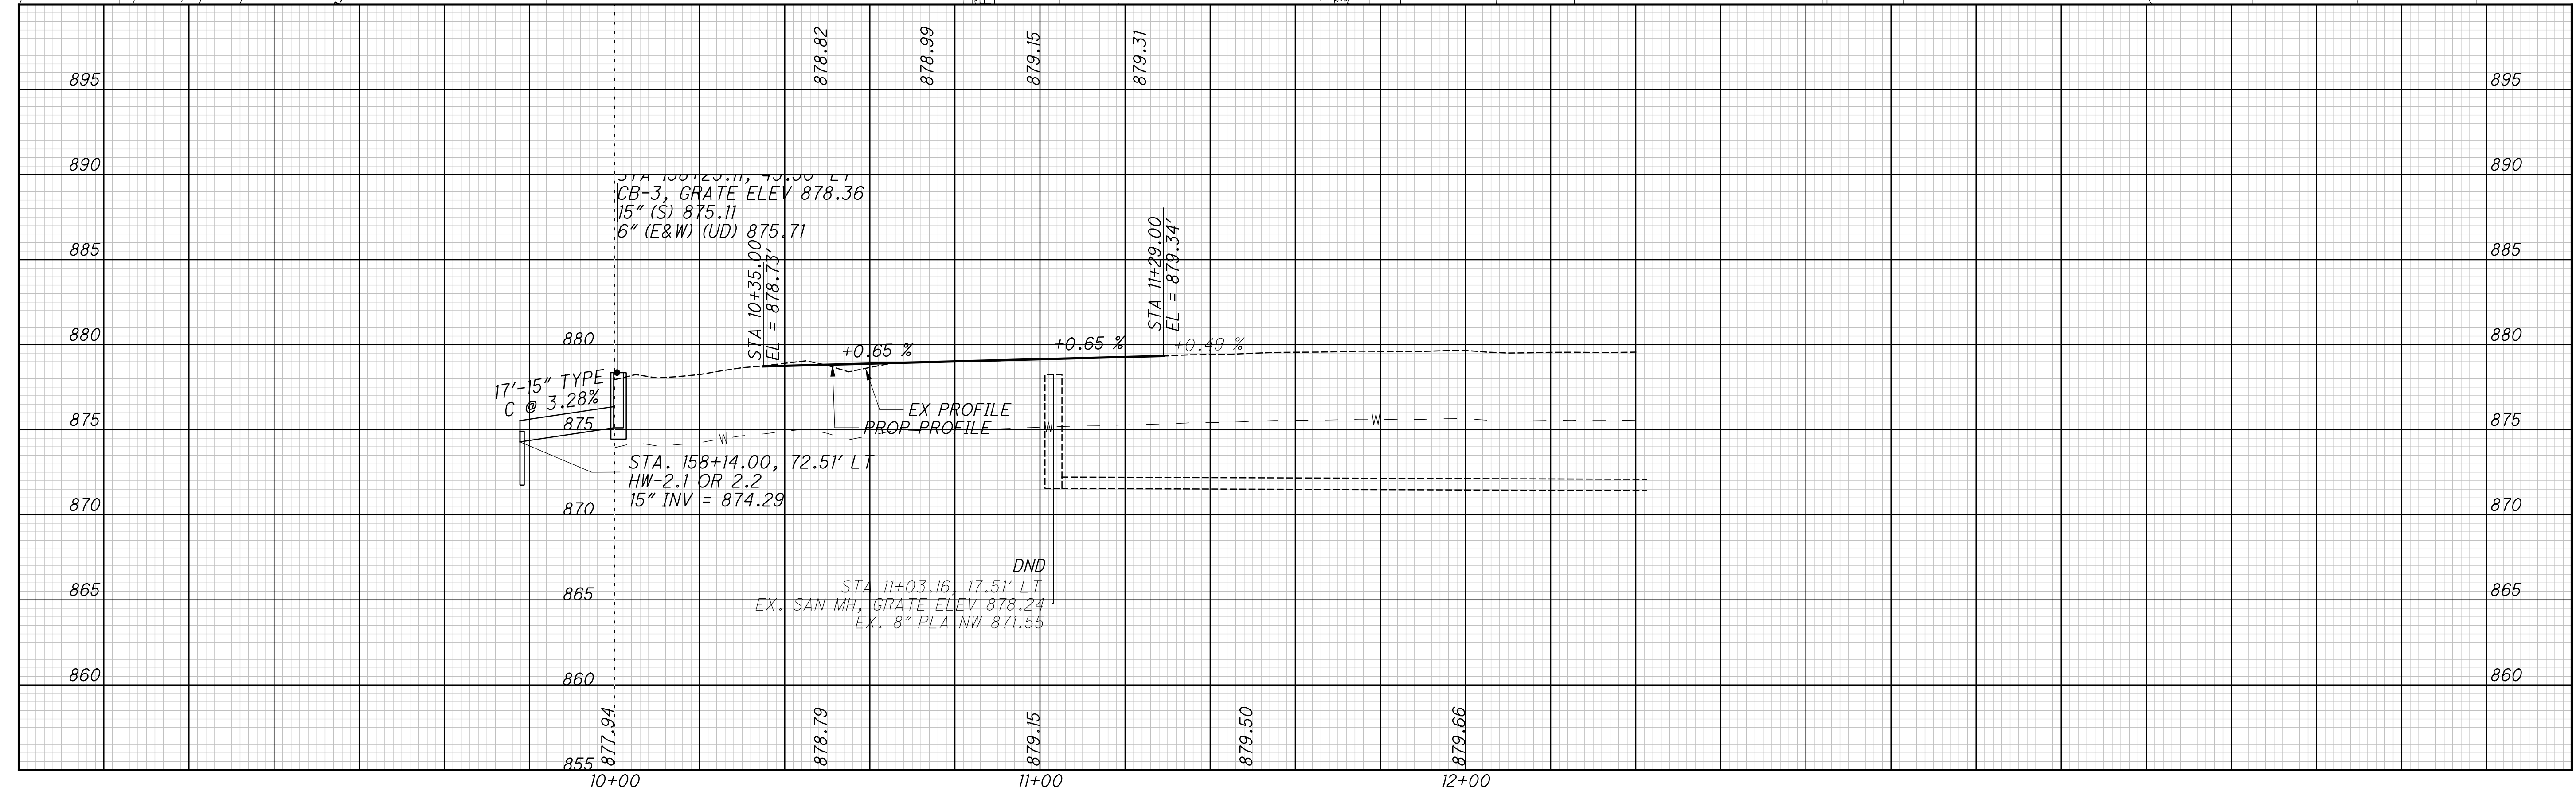 878.82
878.99
879.15
879.31
895
895
890
890
CB-3, GRATE ELEV 878.36
15" (S) 875.11
6" (E&W) (UD) 875.71
885
885
STA 10+35.00
EL = 878.73'
STA 11+29.00
EL = 879.34'
880
880
880
+0.65 %
+0.65 %
+0.49 %
17'-15" TYPE
C @ 3.28%
EX PROFILE
PROP PROFILE
875
875
875
W
W
W
STA. 158+14.00, 72.51' LT
HW-2.1 OR 2.2
15" INV = 874.29
870
870
870
DND
STA 11+03.16, 17.51' LT
EX. SAN MH, GRATE ELEV 878.24
EX. 8" PLA NW 871.55
865
865
865
860
860
860
877.94
878.79
879.15
879.50
879.66
855
10+00
11+00
12+00